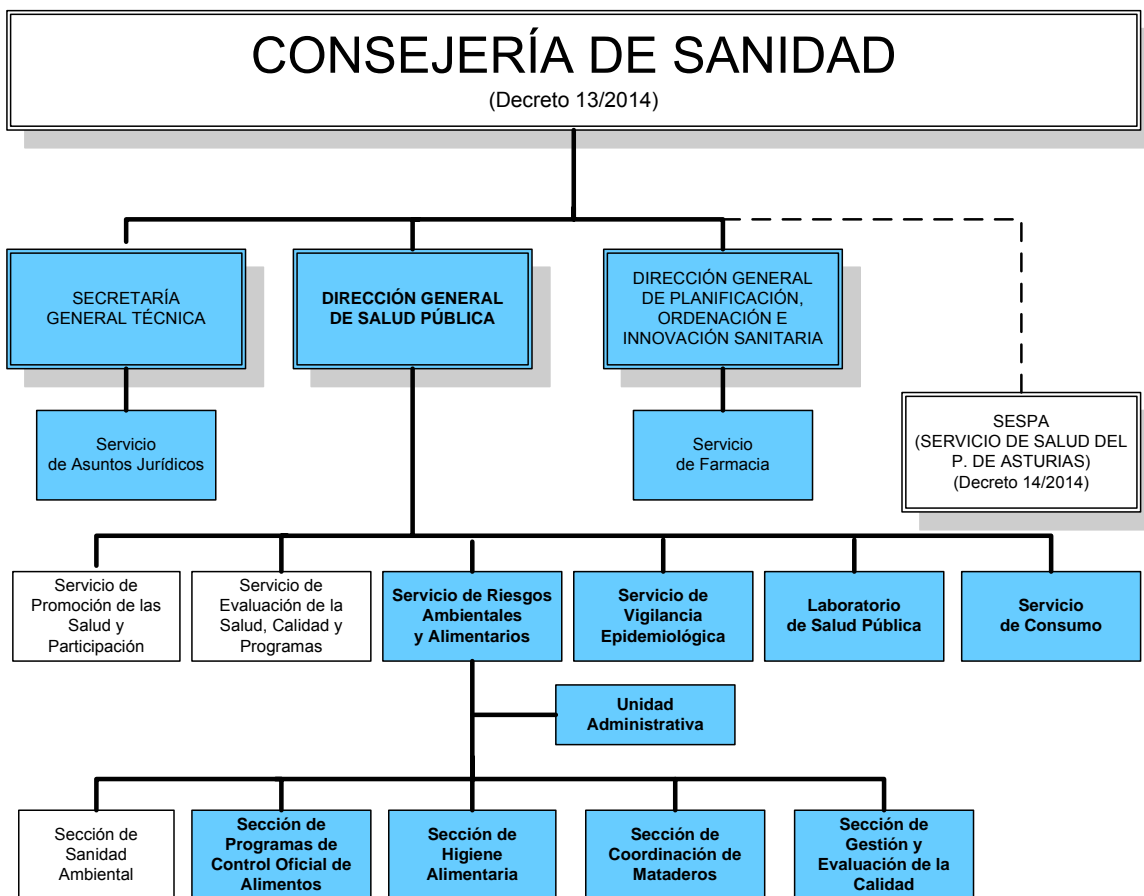 CONSEJERÍA DE SANIDAD
(Decreto 13/2014)
SECRETARÍA
GENERAL TÉCNICA
DIRECCIÓN GENERAL
DE SALUD PÚBLICA
DIRECCIÓN GENERAL
DE PLANIFICACIÓN,
ORDENACIÓN E
INNOVACIÓN SANITARIA
Servicio
de Asuntos Jurídicos
Servicio
de Farmacia
SESPA
(SERVICIO DE SALUD DEL
P. DE ASTURIAS)
(Decreto 14/2014)
Servicio de
Promoción de las
Salud y
Participación
Servicio de
Evaluación de la
Salud, Calidad y
Programas
Servicio de Riesgos
Ambientales
y Alimentarios
Servicio de
Vigilancia
Epidemiológica
Laboratorio
de Salud Pública
Servicio
de Consumo
Unidad
Administrativa
Sección de
Sanidad
Ambiental
Sección de
Programas de
Control Oficial de
Alimentos
Sección de
Higiene
Alimentaria
Sección de
Coordinación de
Mataderos
Sección de
Gestión y
Evaluación de la
Calidad